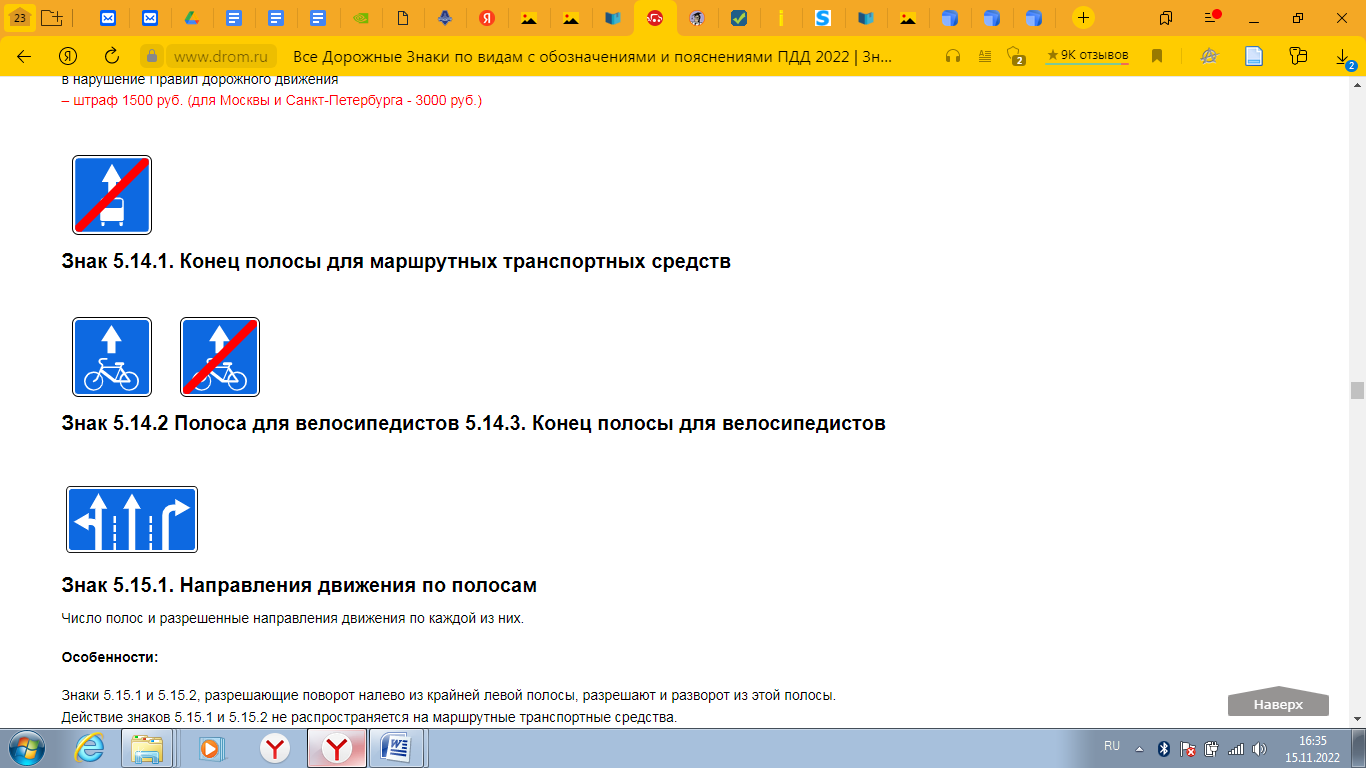 23
www.drom.ru
Все Дорожные Знаки по видам с обозначениями и пояснениями ПДД 2022 | Зн...
★ 9К отзывов
2
2
в нарушение Правил дорожного движения
– штраф 1500 руб. (для Москвы и Санкт-Петербурга - 3000 руб.)
Знак 5.14.1. Конец полосы для маршрутных транспортных средств
Знак 5.14.2 Полоса для велосипедистов 5.14.3. Конец полосы для велосипедистов
Знак 5.15.1. Направления движения по полосам
Число полос и разрешенные направления движения по каждой из них.
Особенности:
Знаки 5.15.1 и 5.15.2, разрешающие поворот налево из крайней левой полосы, разрешают и разворот из этой полосы.
Действие знаков 5.15.1 и 5.15.2 не распространяется на маршрутные транспортные средства.
Наверх
RU
16:35
15.11.2022